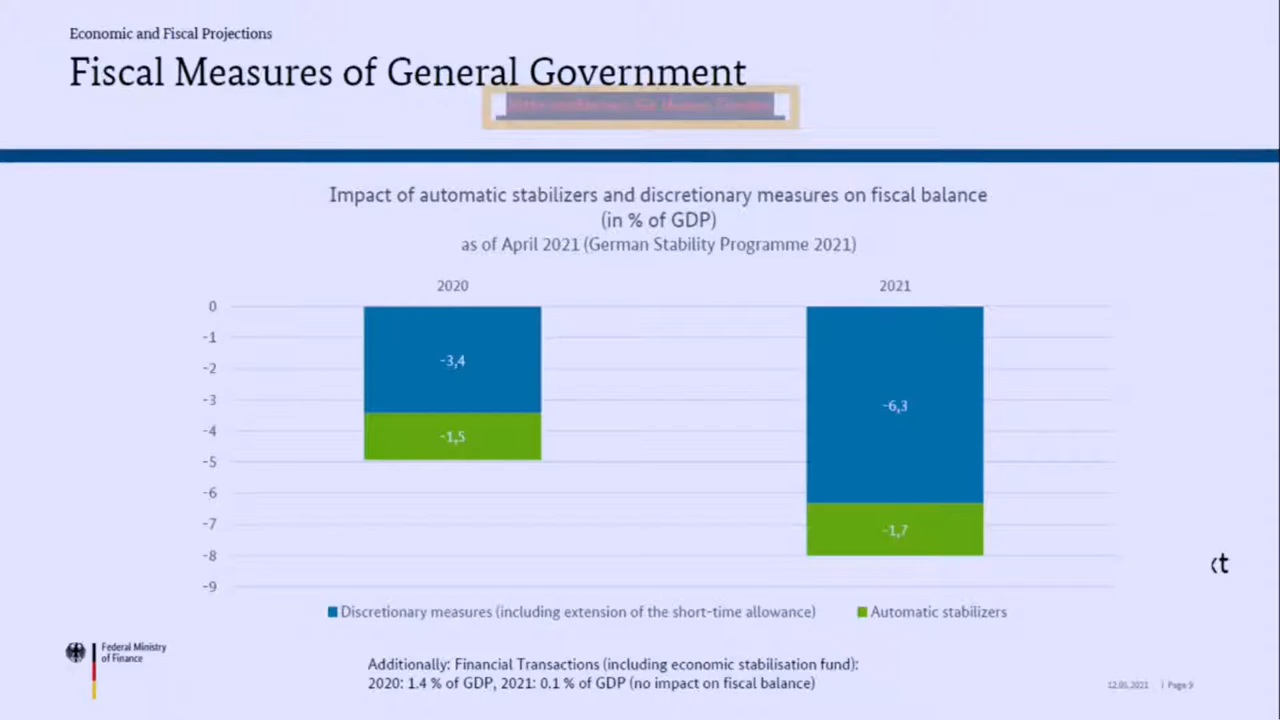 Economic and Fiscal Projections
Fiscal Measures of General Government
Impact of automatic stabilizers and discretionary measures on fiscal balance
(in % of GDP)
as of April 2021 (German Stability Programme 2021)
2020 2021
0
-1
-2
-3
-4
-5
-6
-7
-8
-9
-3,4
-1,5
-6,3
-1,7
Discretionary measures (including extension of the short-time allowance) Automatic stabilizers
Federal Ministry
of Finance
Additionally: Financial Transactions (including economic stabilisation fund):
2020: 1.4 % of GDP, 2021: 0.1 % of GDP (no impact on fiscal balance)
| Page 9